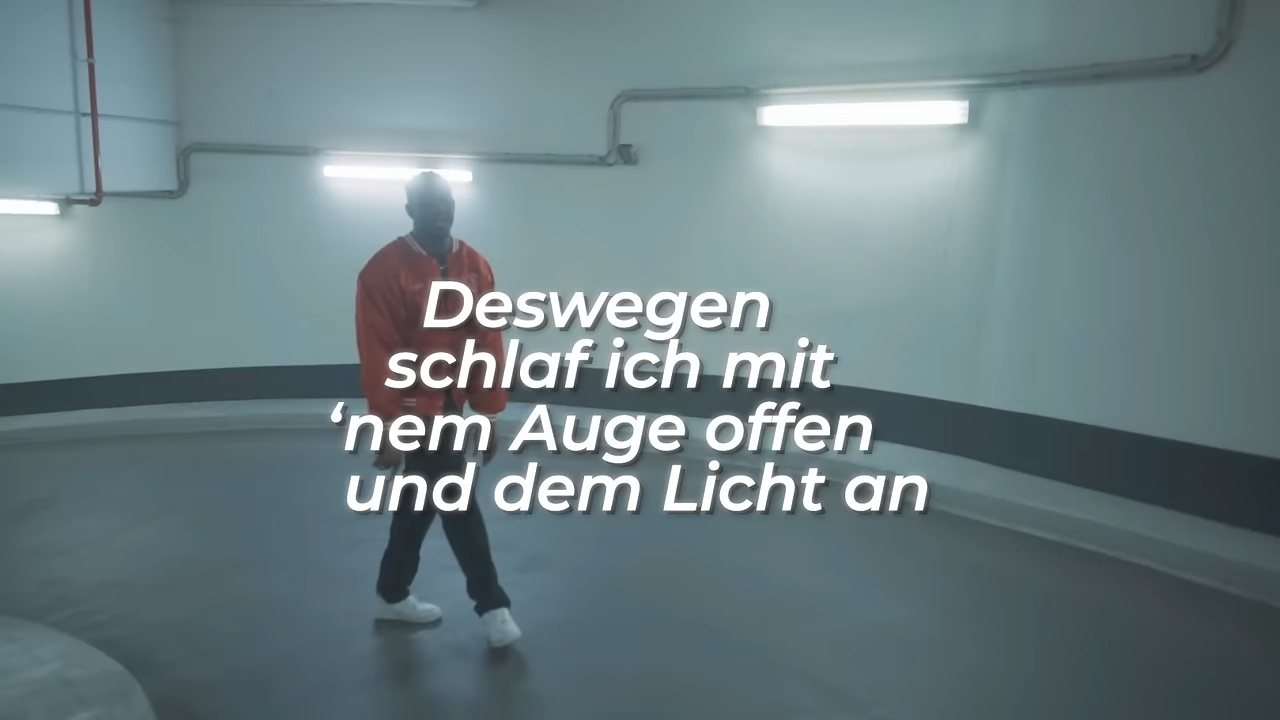 Deswegen
schlaf ich mit
‘nem Auge offen
und dem Licht an